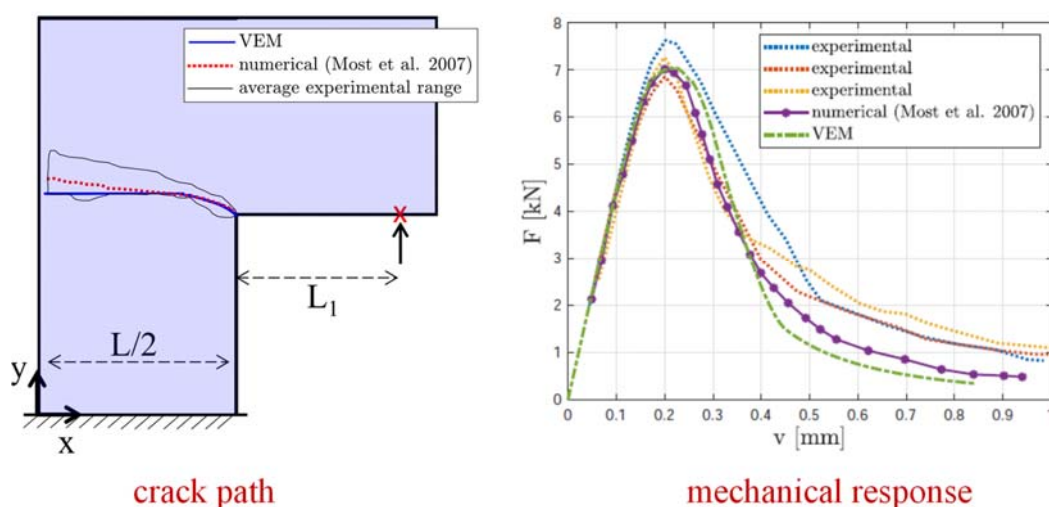 VEM
numerical (Most et al. 2007)
average experimental range
L₁
L/2
y
x
crack path
8
7
6
5
4
3
2
1
0
F [kN]
experimental
experimental
experimental
numerical (Most et al. 2007)
VEM
0 0.1 0.2 0.3 0.4 0.5 0.6 0.7 0.8 0.9 1
v [mm]
mechanical response